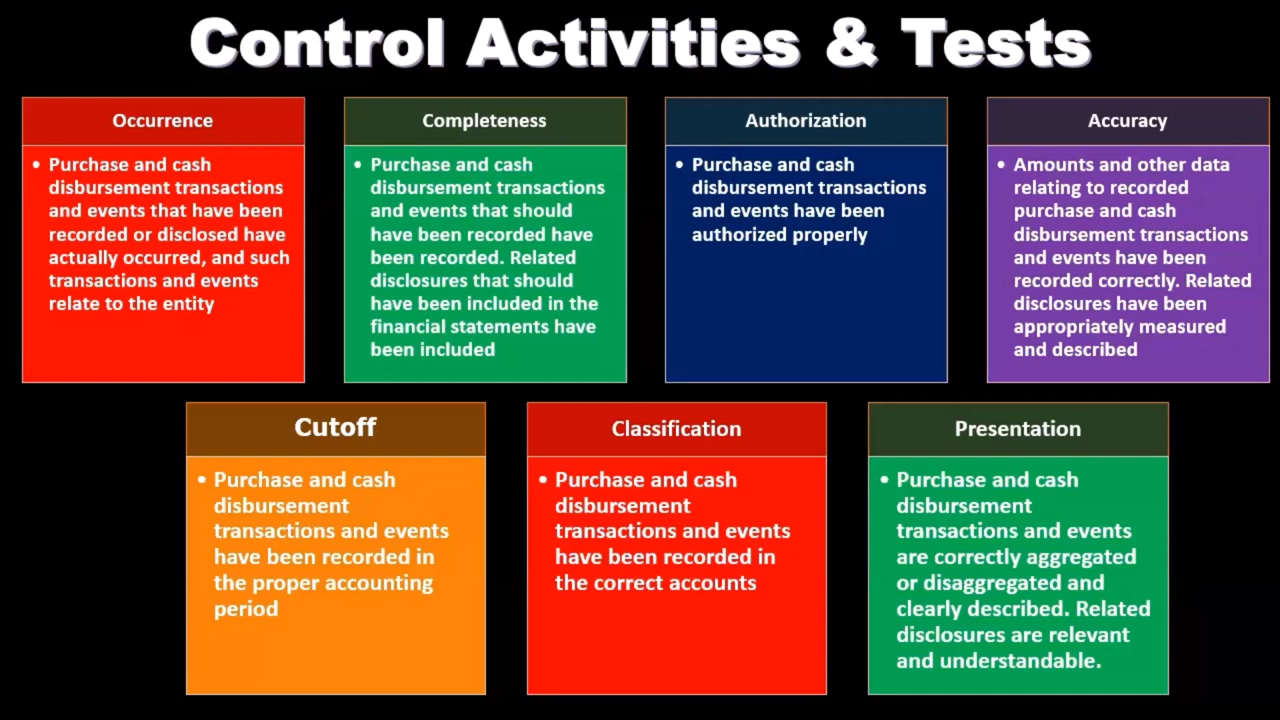 Control Activities & Tests
Occurrence
• Purchase and cash
disbursement transactions
and events that have been
recorded or disclosed have
actually occurred, and such
transactions and events
relate to the entity
Completeness
• Purchase and cash
disbursement transactions
and events that should
have been recorded have
been recorded. Related
disclosures that should
have been included in the
financial statements have
been included
Authorization
• Purchase and cash
disbursement transactions
and events have been
authorized properly
Accuracy
• Amounts and other data
relating to recorded
purchase and cash
disbursement transactions
and events have been
recorded correctly. Related
disclosures have been
appropriately measured
and described
Cutoff
• Purchase and cash
disbursement
transactions and events
have been recorded in
the proper accounting
period
Classification
• Purchase and cash
disbursement
transactions and events
have been recorded in
the correct accounts
Presentation
• Purchase and cash
disbursement
transactions and events
are correctly aggregated
or disaggregated and
clearly described. Related
disclosures are relevant
and understandable.